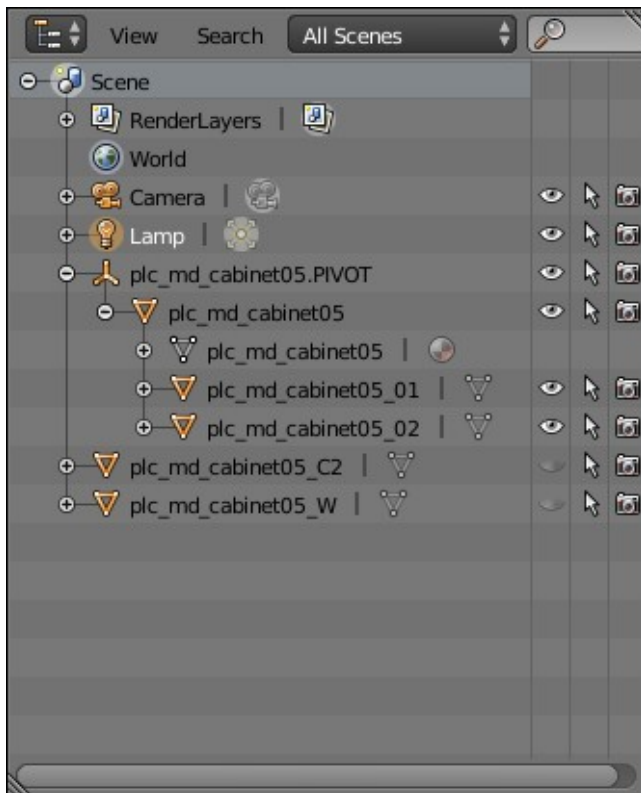 View Search All Scenes
Scene
RenderLayers |
World
Camera |
Lamp |
plc_md_cabinet05.PIVOT
plc_md_cabinet05
plc_md_cabinet05 |
plc_md_cabinet05_01 |
plc_md_cabinet05_02 |
plc_md_cabinet05_C2 |
plc_md_cabinet05_W |